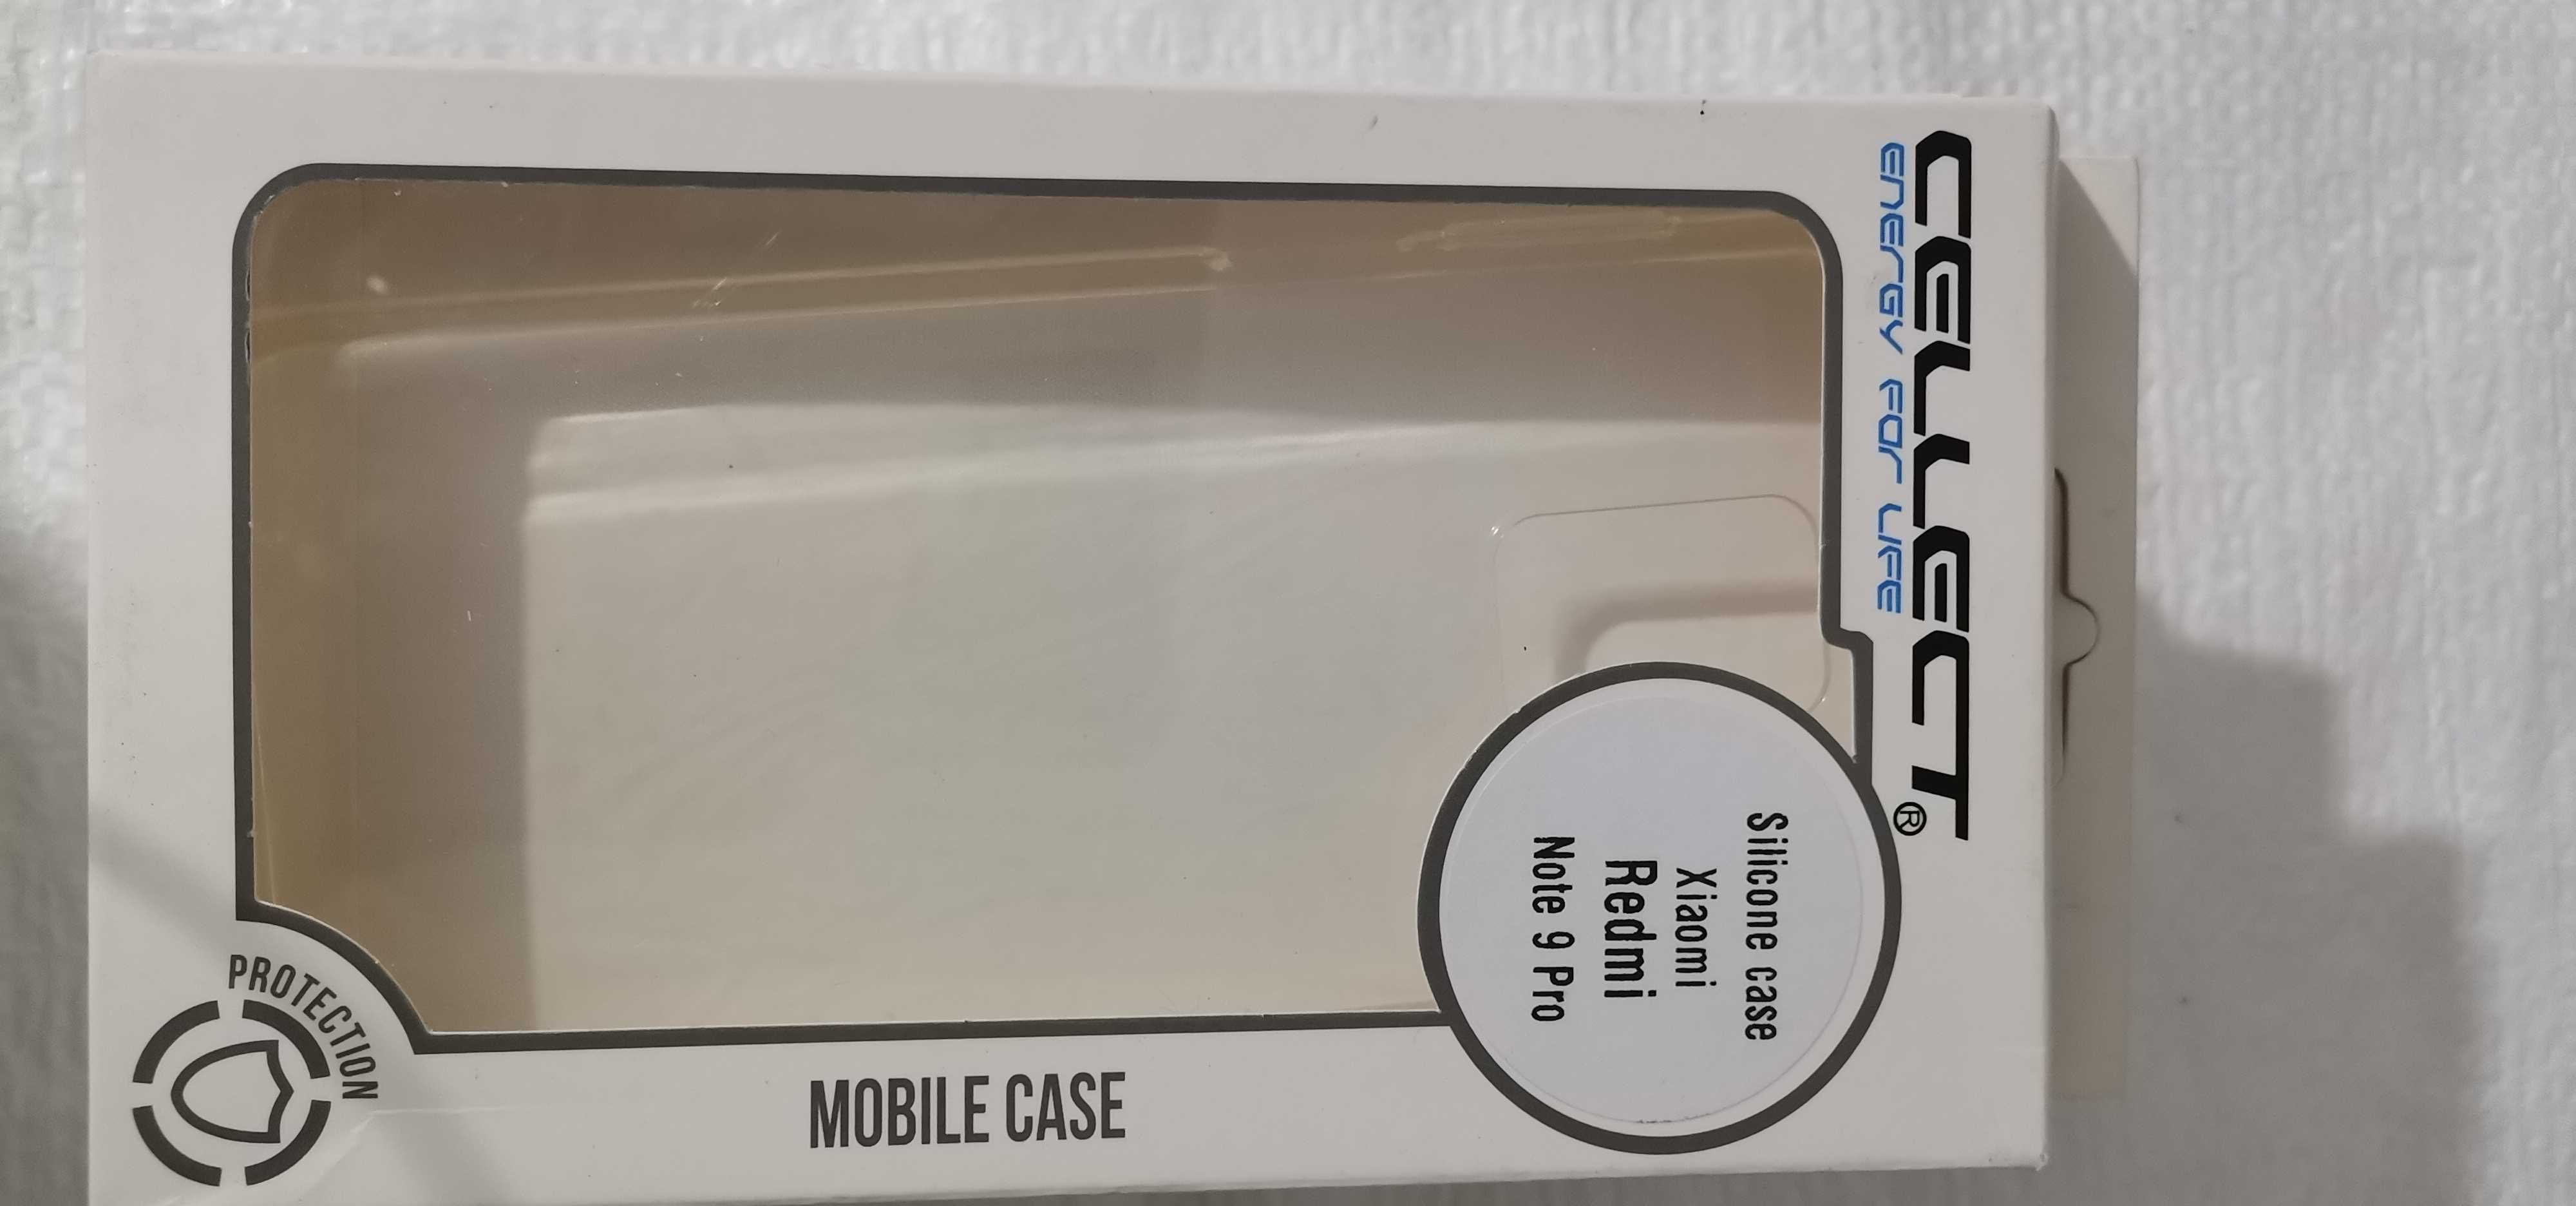 CELLECT®
ENERGY FOR LIFE
Silicone case
Xiaomi
Redmi
Note 9 Pro
MOBILE CASE
PROTECTION